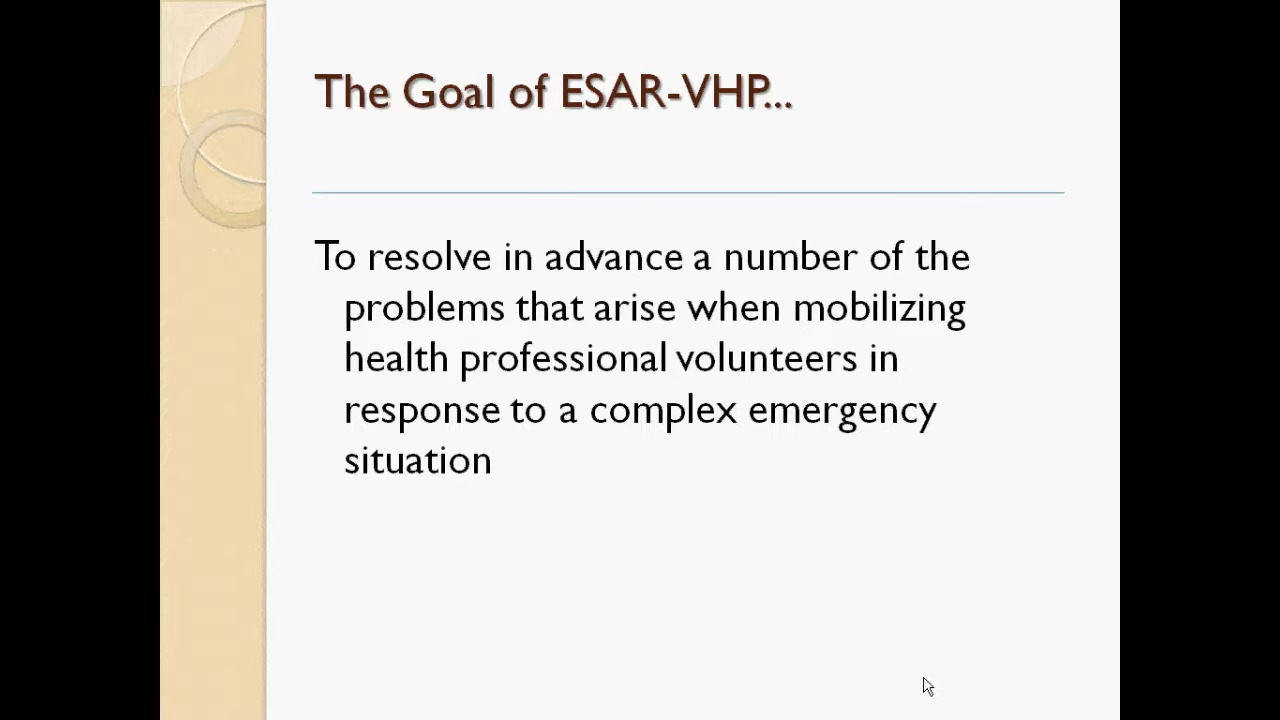 The Goal of ESAR-VHP...
To resolve in advance a number of the
problems that arise when mobilizing
health professional volunteers in
response to a complex emergency
situation